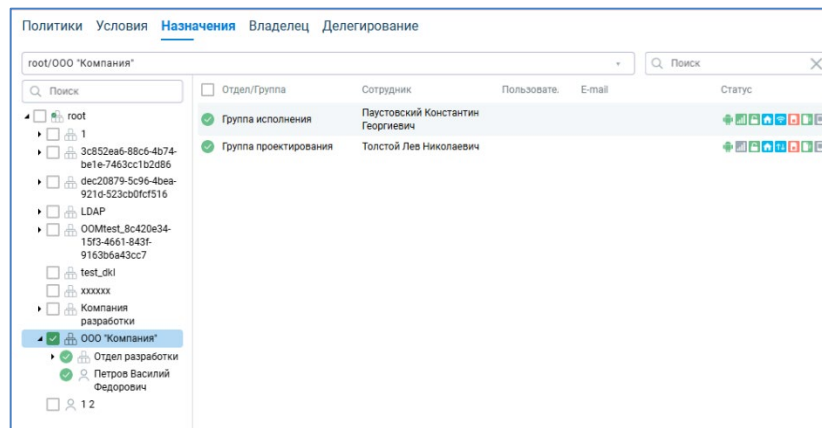 Политики Условия Назначения Владелец Делегирование
root/ООО "Компания"
Поиск
Поиск
Отдел/Группа Сотрудник Пользовате. E-mail Статус
Группа исполнения Паустовский Константин
Георгиевич
Группа проектирования Толстой Лев Николаевич
root
1
3c852ea6-88c6-4b74-
be1e-7463cc1b2d86
dec20879-5c96-4bea-
921d-523cb0fcf516
LDAP
OOMtest_8c420e34-
15f3-4661-843f-
9163b6a43cc7
test_dkl
xxxxxx
Компания
разработки
ООО "Компания"
Отдел разработки
Петров Василий
Федорович
1 2